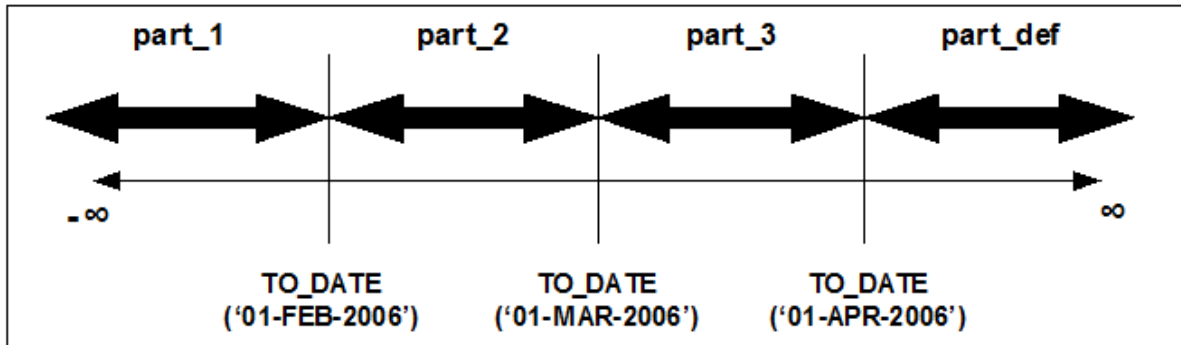 part_1 part_2 part_3 part_def
-∞ ∞
TO_DATE TO_DATE TO_DATE
(‘01-FEB-2006’) (‘01-MAR-2006’) (‘01-APR-2006’)